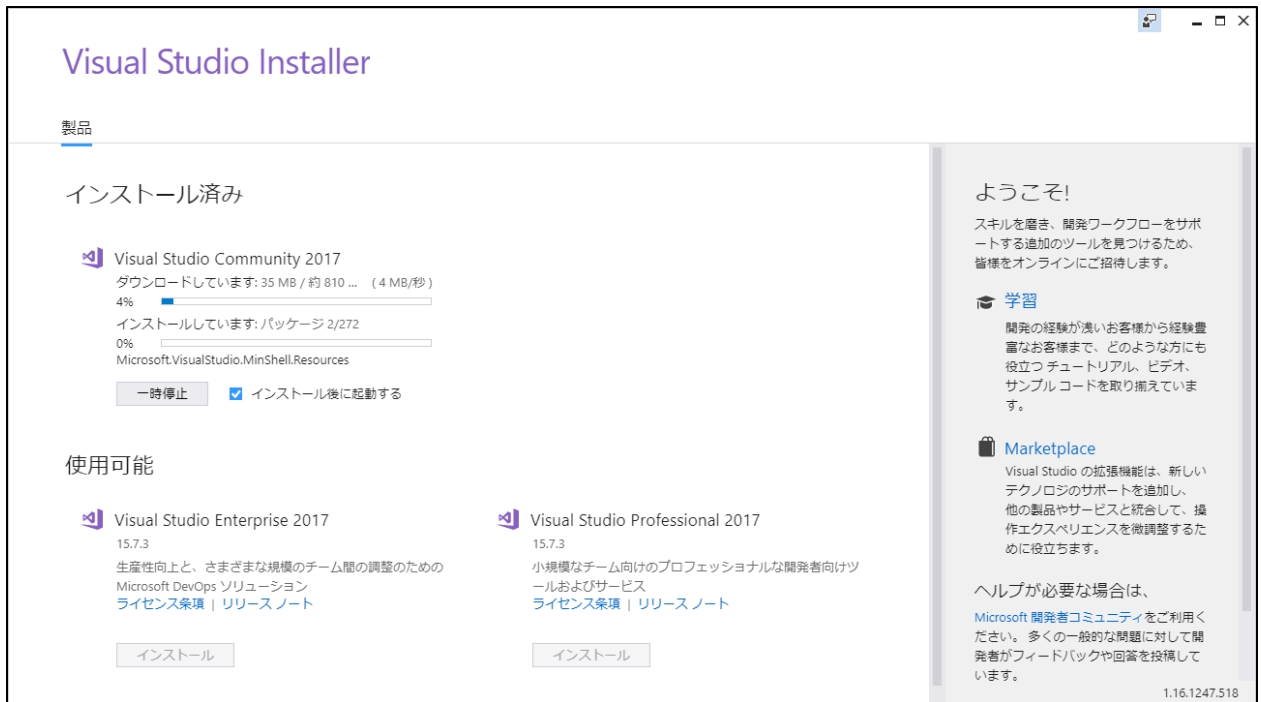 Visual Studio Installer
製品
インストール済み
Visual Studio Community 2017
ダウンロードしています: 35 MB / 約 810 ... ( 4 MB/秒 )
4%
インストールしています: パッケージ 2/272
0%
Microsoft.VisualStudio.MinShell.Resources
一時停止
インストール後に起動する
使用可能
Visual Studio Enterprise 2017
15.7.3
生産性向上と、さまざまな規模のチーム間の調整のための
Microsoft DevOps ソリューション
ライセンス条項 | リリース ノート
インストール
Visual Studio Professional 2017
15.7.3
小規模なチーム向けのプロフェッショナルな開発者向けツ
ールおよびサービス
ライセンス条項 | リリース ノート
インストール
ようこそ!
スキルを磨き、開発ワークフローをサポ
ートする追加のツールを見つけるため、
皆様をオンラインにご招待します。
学習
開発の経験が浅いお客様から経験豊
富なお客様まで、どのような方にも
役立つ チュートリアル、ビデオ、
サンプル コードを取り揃えていま
す。
Marketplace
Visual Studio の拡張機能は、新しい
テクノロジのサポートを追加し、
他の製品やサービスと統合して、操
作エクスペリエンスを微調整するた
めに役立ちます。
ヘルプが必要な場合は、
Microsoft 開発者コミュニティをご利用く
ださい。 多くの一般的な問題に対して開
発者がフィードバックや回答を投稿して
います。
1.16.1247.518